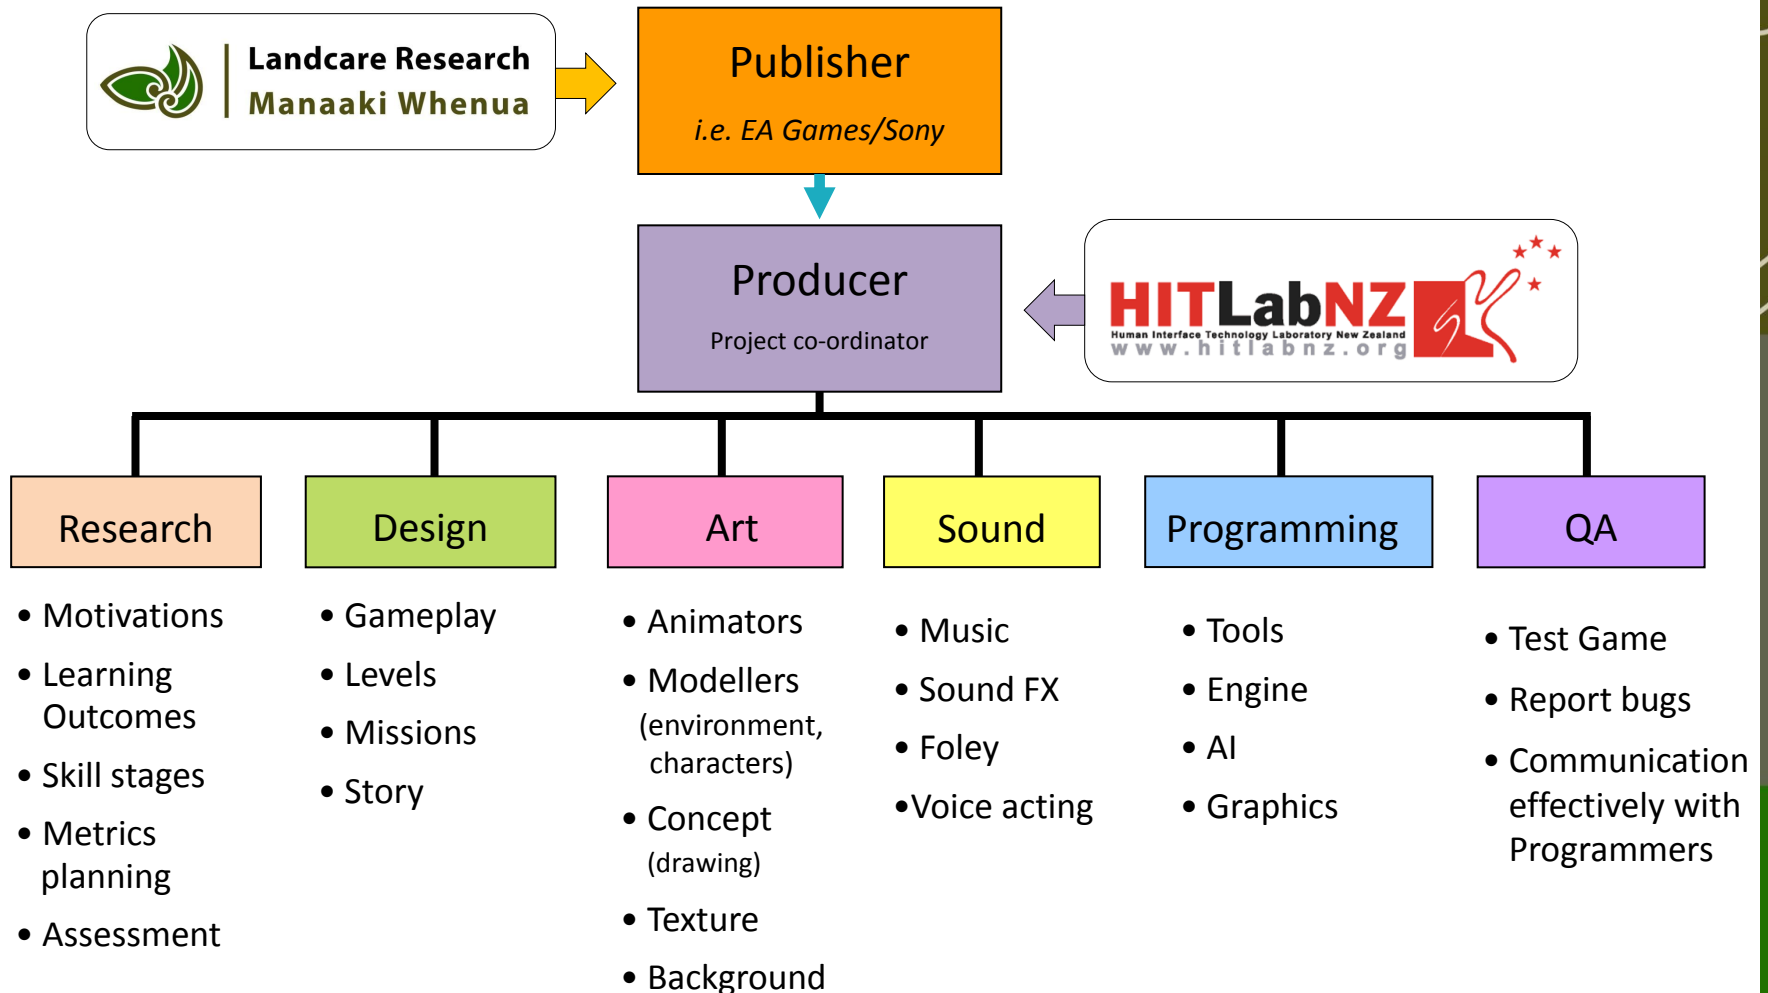 Landcare Research
Manaaki Whenua
Publisher
i.e. EA Games/Sony
Producer
Project co-ordinator
HITLabNZ
Human Interface Technology Laboratory New Zealand
www.hitlabnz.org
Research
• Motivations
• Learning
Outcomes
• Skill stages
• Metrics
planning
• Assessment
Design
• Gameplay
• Levels
• Missions
• Story
Art
• Animators
• Modellers
(environment,
characters)
• Concept
(drawing)
• Texture
• Background
Sound
• Music
• Sound FX
• Foley
•Voice acting
Programming
• Tools
• Engine
• AI
• Graphics
QA
• Test Game
• Report bugs
• Communication
effectively with
Programmers